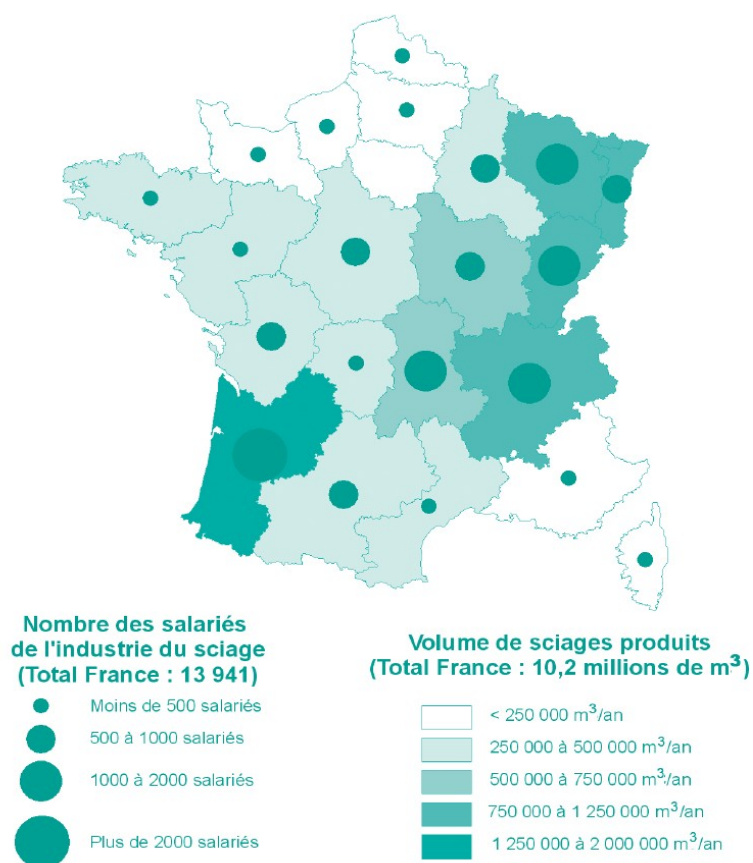 Nombre des salariés
de l'industrie du sciage
(Total France : 13 941)
Moins de 500 salariés
500 à 1000 salariés
1000 à 2000 salariés
Plus de 2000 salariés
Volume de sciages produits
(Total France : 10,2 millions de m³)
< 250 000 m³/an
250 000 à 500 000 m³/an
500 000 à 750 000 m³/an
750 000 à 1 250 000 m³/an
1 250 000 à 2 000 000 m³/an